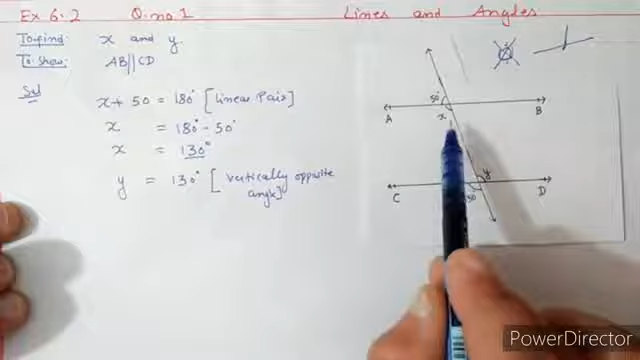 Ex 6.2 Q.no.1 Lines and Angles
To find: x and y
To show: AB||CD
Sol
x + 50 = 180° [Linear Pair]
x = 180° - 50°
x = 130°
y = 130° [vertically opposite
angle]
50°
A B
x
y
C D
130
PowerDirector